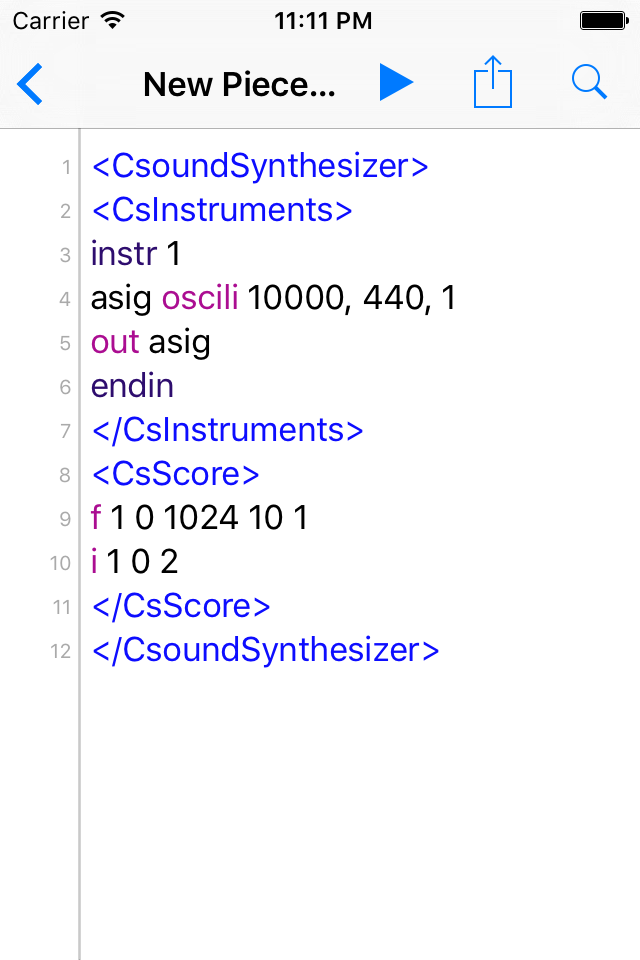 Carrier 11:11 PM
New Piece...
1 <CsoundSynthesizer>
2 <CsInstruments>
3 instr 1
4 asig oscili 10000, 440, 1
5 out asig
6 endin
7 </CsInstruments>
8 <CsScore>
9 f 1 0 1024 10 1
10 i 1 0 2
11 </CsScore>
12 </CsoundSynthesizer>